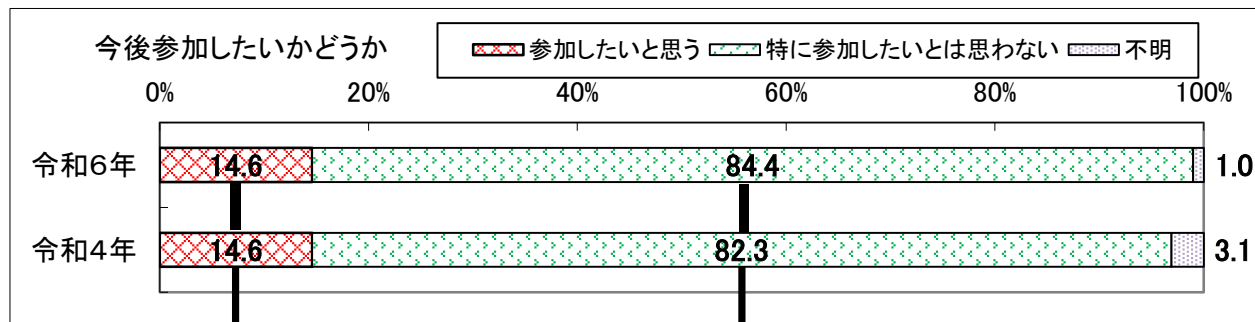 今後参加したいかどうか
参加したいと思う 特に参加したいとは思わない 不明
0% 20% 40% 60% 80% 100%
令和6年 14.6 84.4 1.0
令和4年 14.6 82.3 3.1